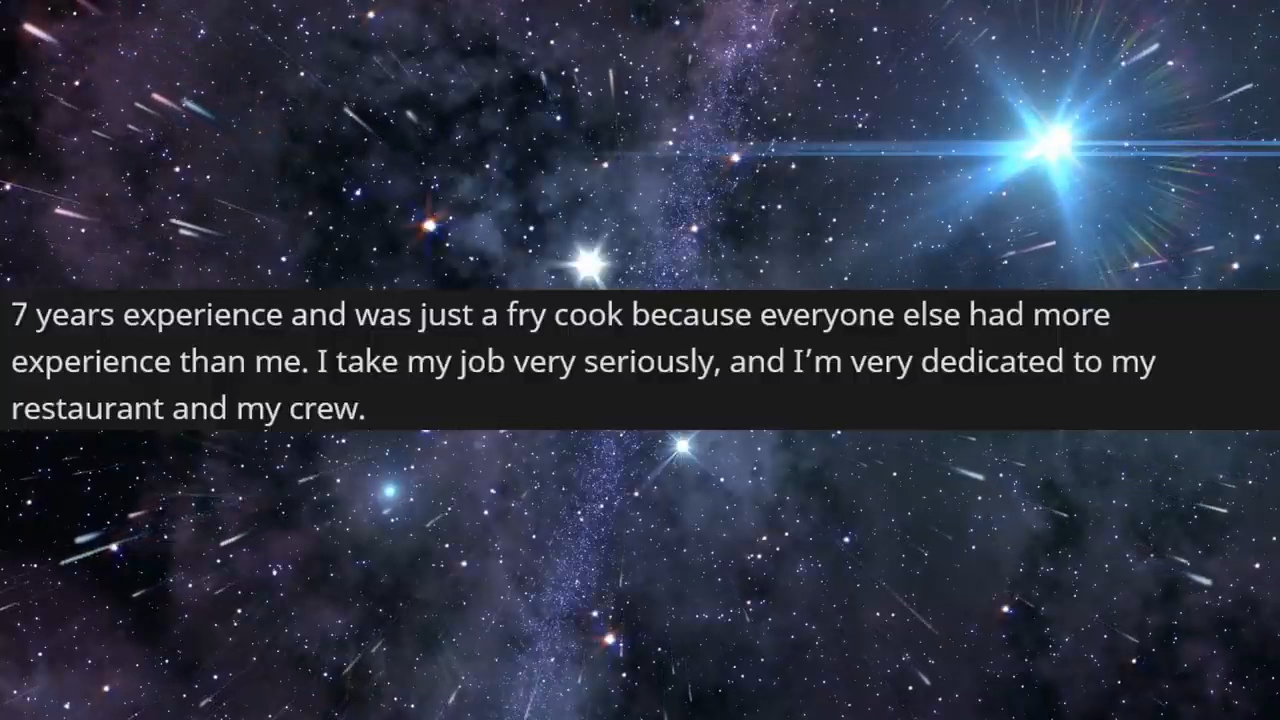 7 years experience and was just a fry cook because everyone else had more
experience than me. I take my job very seriously, and I’m very dedicated to my
restaurant and my crew.